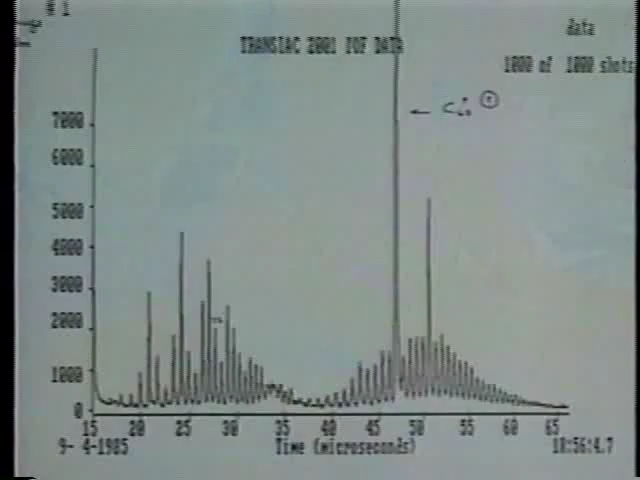 # 1
data
TRANSIAC 2001 TOF DATA
1000 of 1000 shots
← C60 +
7000
6000
5000
4000
3000
2000
1000
0
15 20 25 30 35 40 45 50 55 60 65
9- 4-1985 Time (microseconds) 18:56:4.7